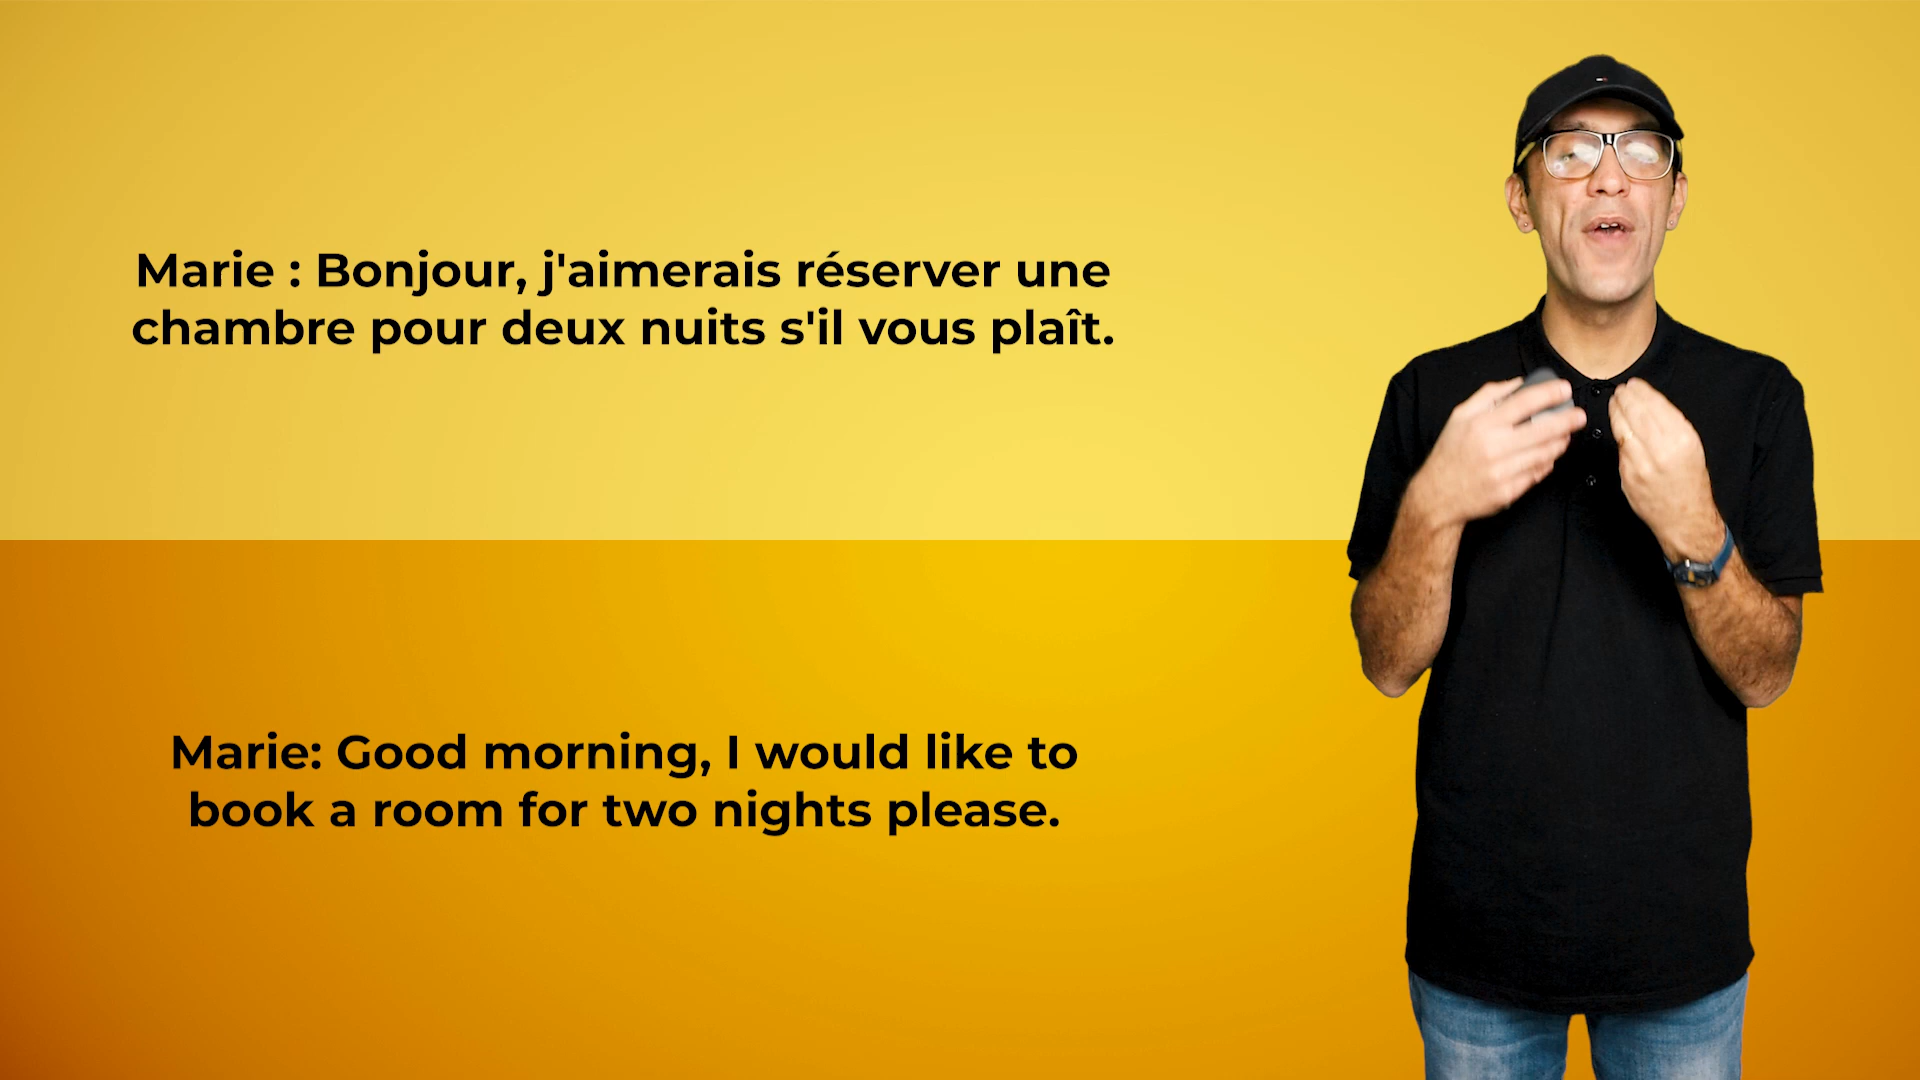 Marie : Bonjour, j'aimerais réserver une
chambre pour deux nuits s'il vous plaît.
Marie: Good morning, I would like to
book a room for two nights please.